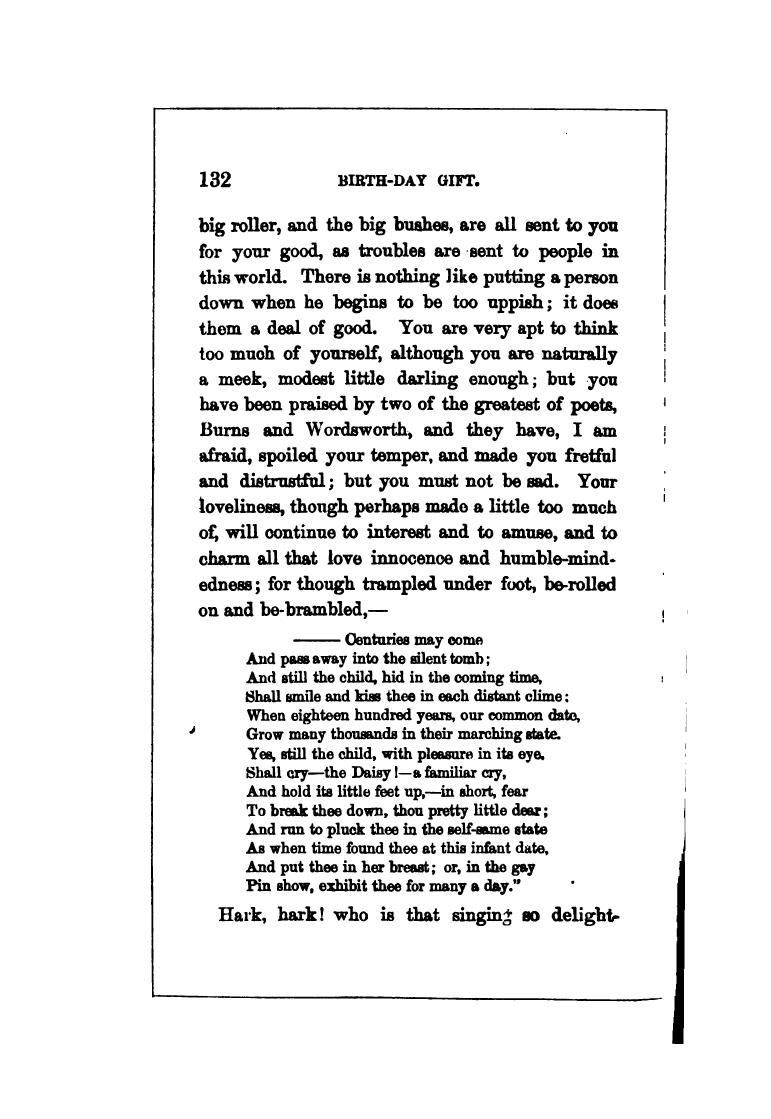 132 BIRTH-DAY GIFT.
big roller, and the big bushes, are all sent to you
for your good, as troubles are sent to people in
this world. There is nothing like putting a person
down when he begins to be too uppish; it does
them a deal of good. You are very apt to think
too much of yourself, although you are naturally
a meek, modest little darling enough; but you
have been praised by two of the greatest of poets,
Burns and Wordsworth, and they have, I am
afraid, spoiled your temper, and made you fretful
and distrustful; but you must not be sad. Your
loveliness, though perhaps made a little too much
of, will continue to interest and to amuse, and to
charm all that love innocence and humble-mind-
edness; for though trampled under foot, be-rolled
on and be-brambled,—
—— Centuries may come
And pass away into the silent tomb;
And still the child, hid in the coming time,
Shall smile and kiss thee in each distant clime;
When eighteen hundred years, our common date,
Grow many thousands in their marching state.
Yes, still the child, with pleasure in its eye,
Shall cry—the Daisy!—a familiar cry,
And hold its little feet up,—in short, fear
To break thee down, thou pretty little dear;
And run to pluck thee in the self-same state
As when time found thee at this infant date,
And put thee in her breast; or, in the gay
Pin show, exhibit thee for many a day.”
Hark, hark! who is that singing so delight-